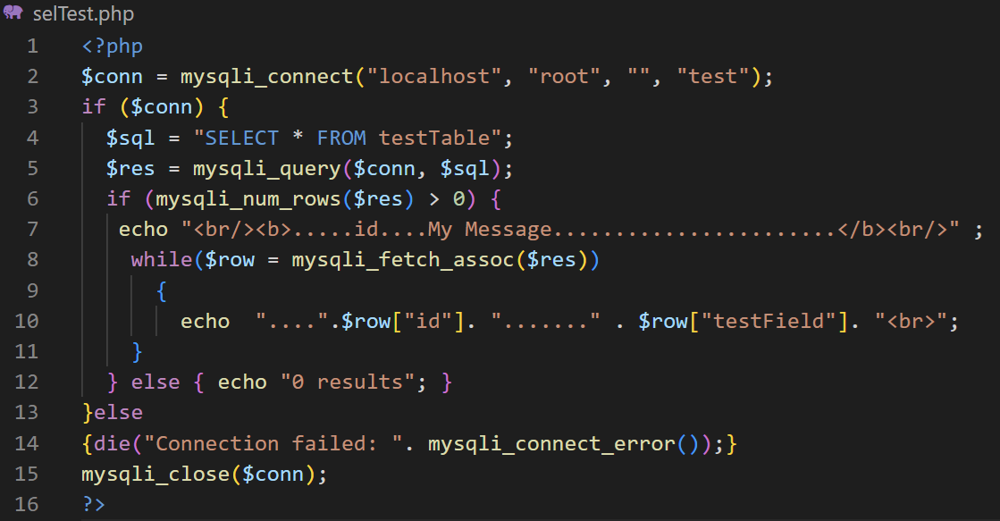 selTest.php
1 <?php
2 $conn = mysqli_connect("localhost", "root", "", "test");
3 if ($conn) {
4 $sql = "SELECT * FROM testTable";
5 $res = mysqli_query($conn, $sql);
6 if (mysqli_num_rows($res) > 0) {
7 echo "<br/><b>.....id....My Message.......................</b><br/>" ;
8 while($row = mysqli_fetch_assoc($res))
9 {
10 echo  "....".$row["id"]. "......." . $row["testField"]. "<br>";
11 }
12 } else { echo "0 results"; }
13 }else
14 {die("Connection failed: ". mysqli_connect_error());}
15 mysqli_close($conn);
16 ?>